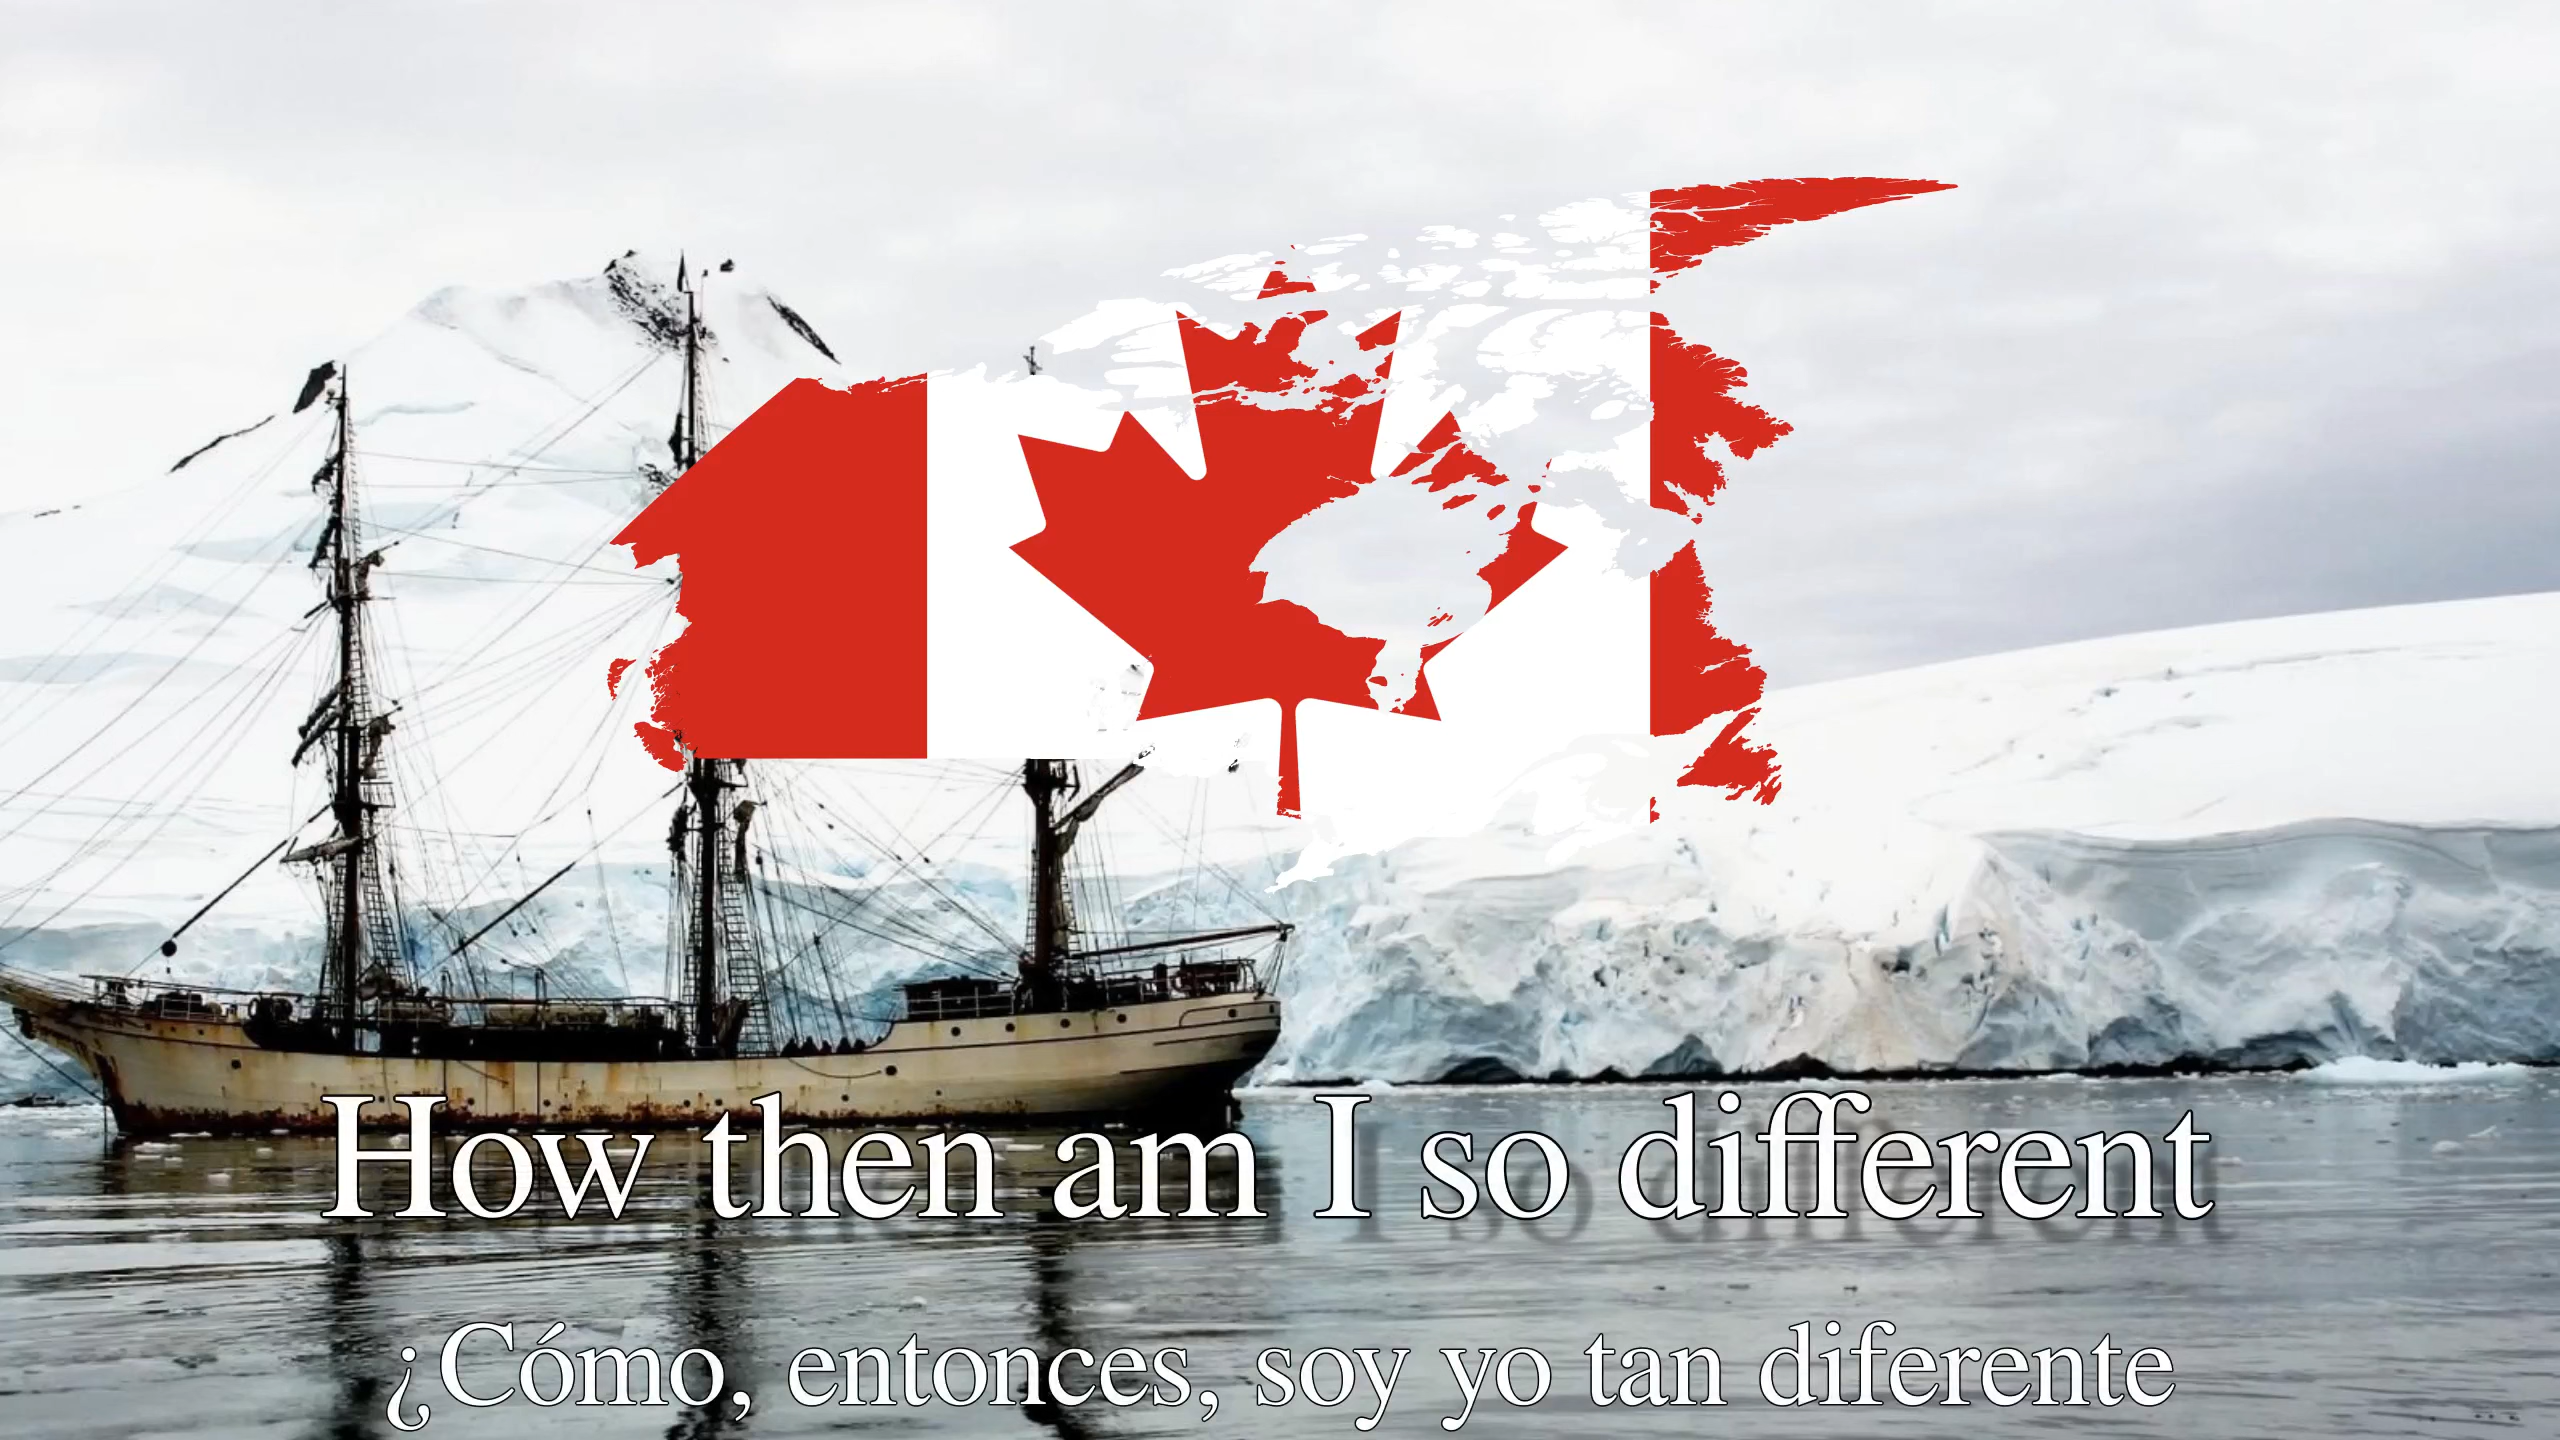 How then am I so different
¿Cómo, entonces, soy yo tan diferente